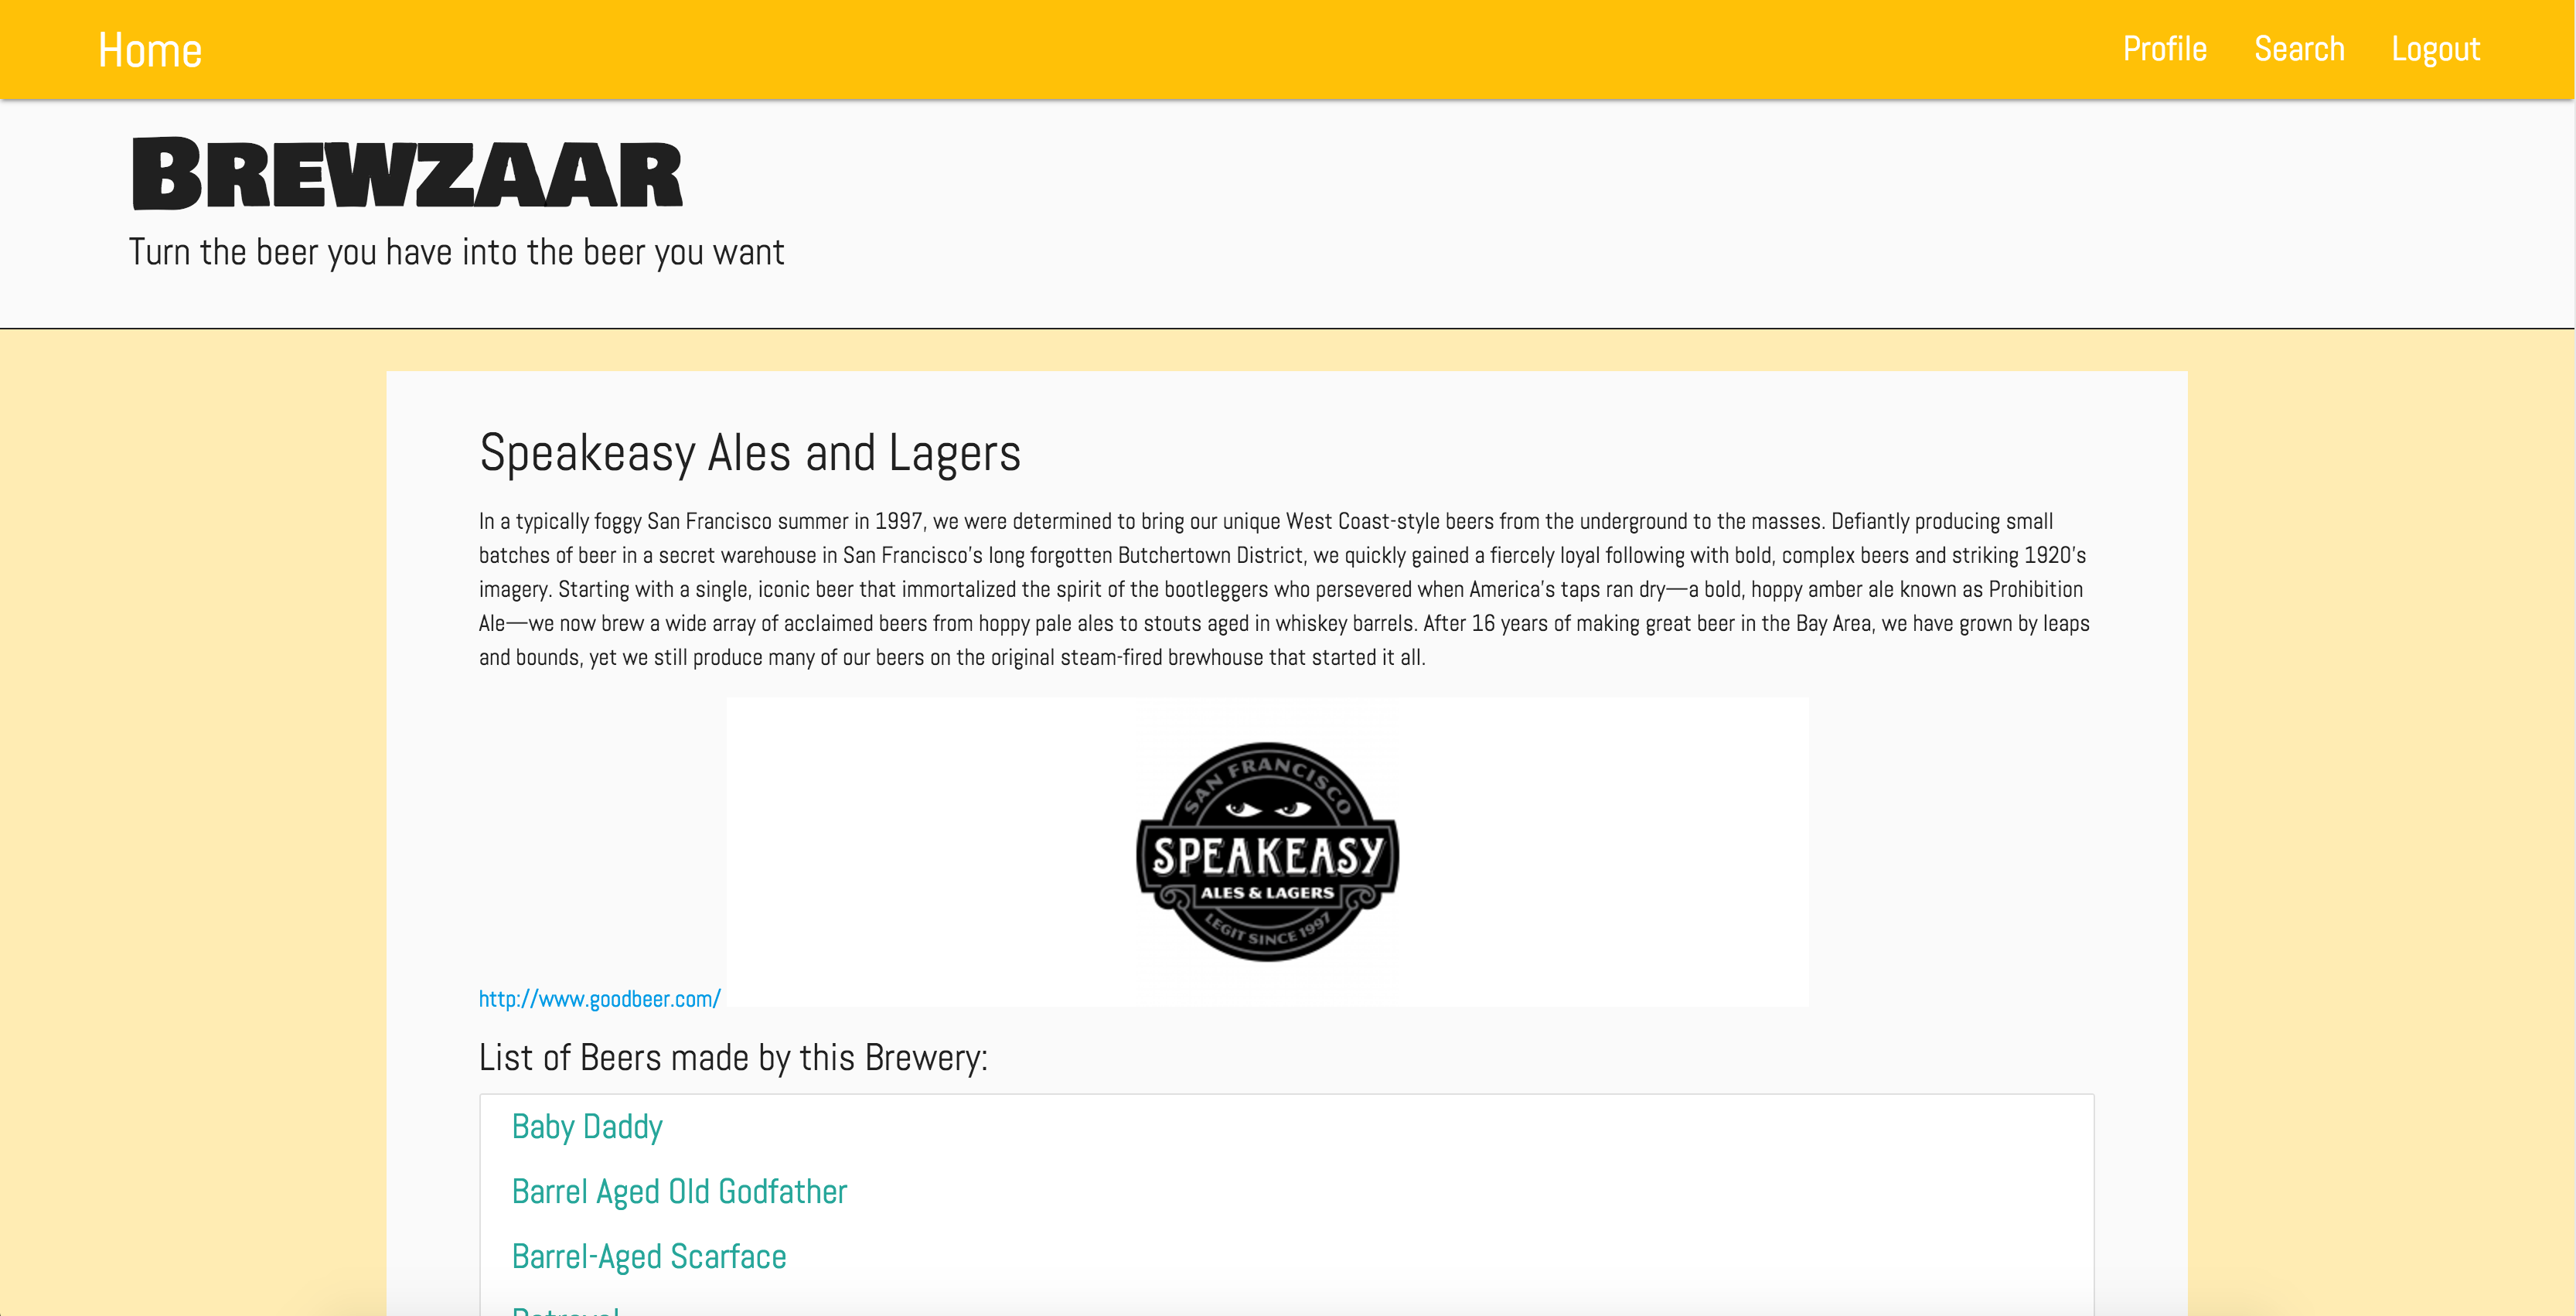 Home
Profile
Search
Logout
BREWZAAR
Turn the beer you have into the beer you want
Speakeasy Ales and Lagers
In a typically foggy San Francisco summer in 1997, we were determined to bring our unique West Coast-style beers from the underground to the masses. Defiantly producing small
batches of beer in a secret warehouse in San Francisco's long forgotten Butchertown District, we quickly gained a fiercely loyal following with bold, complex beers and striking 1920's
imagery. Starting with a single, iconic beer that immortalized the spirit of the bootleggers who persevered when America's taps ran dry—a bold, hoppy amber ale known as Prohibition
Ale—we now brew a wide array of acclaimed beers from hoppy pale ales to stouts aged in whiskey barrels. After 16 years of making great beer in the Bay Area, we have grown by leaps
and bounds, yet we still produce many of our beers on the original steam-fired brewhouse that started it all.
SAN FRANCISCO
SPEAKEASY
ALES & LAGERS
LEGIT SINCE 1997
http://www.goodbeer.com/
List of Beers made by this Brewery:
Baby Daddy
Barrel Aged Old Godfather
Barrel-Aged Scarface